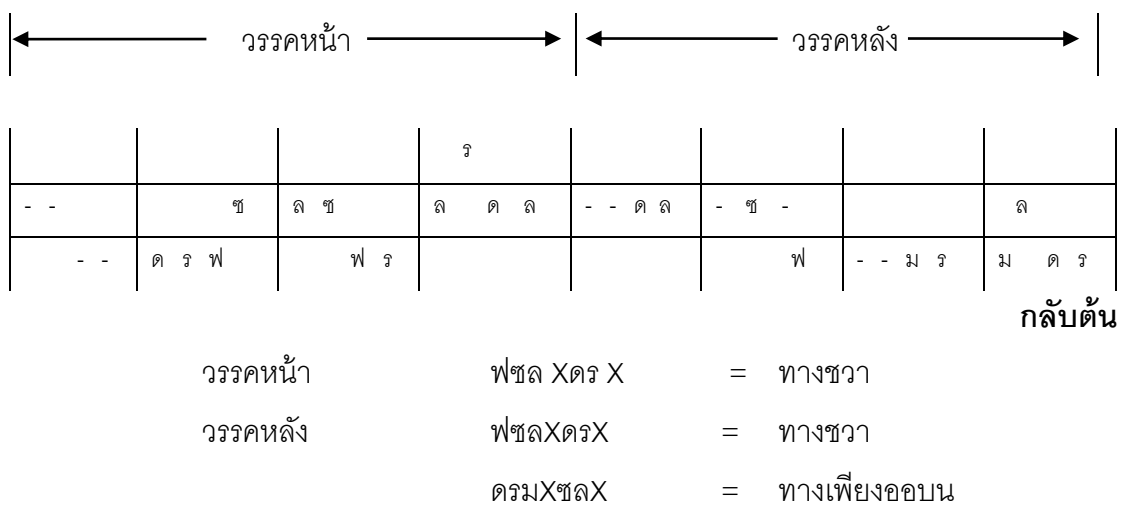 วรรคหน้า วรรคหลัง
ร
- - ซ ล ซ ล ด ล - - ด ล - ซ - ล
- - ด ร ฟ ฟ ร ฟ - - ม ร ม ด ร
กลับต้น
วรรคหน้า ฟซล Xดร X = ทางชวา
วรรคหลัง ฟซลXดรX = ทางชวา
ดรมXซลX = ทางเพียงออบน